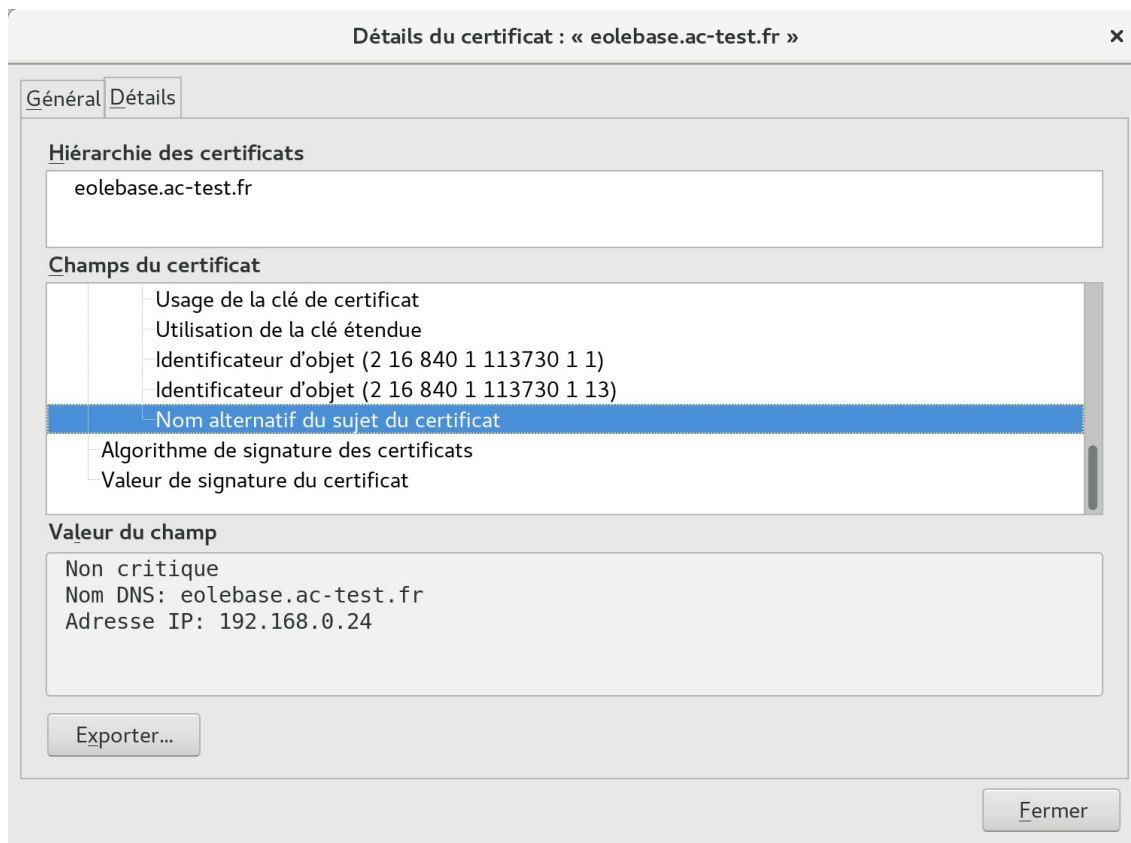 Détails du certificat : « eolebase.ac-test.fr »
×
Général
Détails
Hiérarchie des certificats
eolebase.ac-test.fr
Champs du certificat
Usage de la clé de certificat
Utilisation de la clé étendue
Identificateur d’objet (2 16 840 1 113730 1 1)
Identificateur d’objet (2 16 840 1 113730 1 13)
Nom alternatif du sujet du certificat
Algorithme de signature des certificats
Valeur de signature du certificat
Valeur du champ
Non critique
Nom DNS: eolebase.ac-test.fr
Adresse IP: 192.168.0.24
Exporter...
Fermer